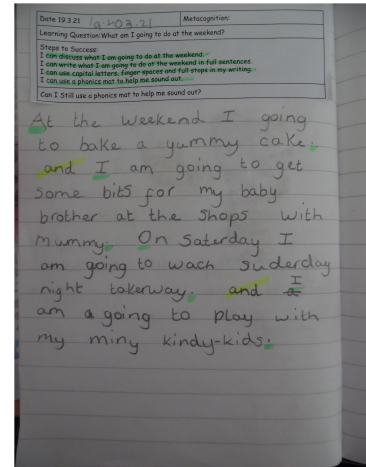 Date 19.3.21 19.03.21 Metacognition:
Learning Question: What am I going to do at the weekend?
Steps to Success:
I can discuss what I am going to do at the weekend.
I can write what I am going to do at the weekend in full sentences.
I can use capital letters, finger spaces and full stops in my writing.
I can use a phonics mat to help me sound out.
Can I Still use a phonics mat to help me sound out?
At the weekend I going
to bake a yummy cake.
and I am going to get
some bits for my baby
brother at the Shops with
mummy. On Saterday I
am going to wach suderday
night takerway. and I
am a going to play with
my miny kindy-kids.